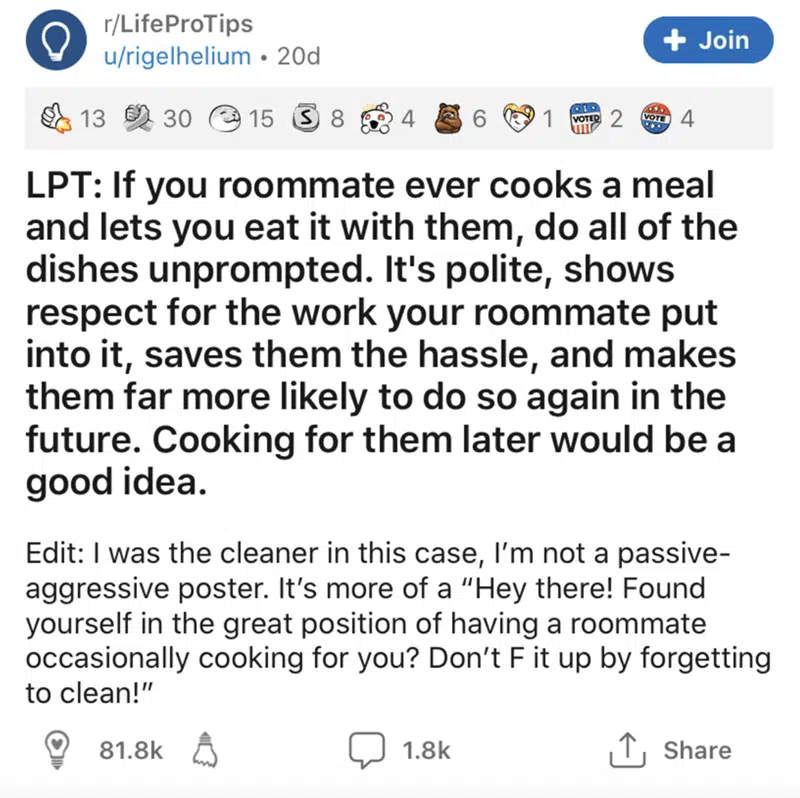 r/LifeProTips
u/rigelhelium • 20d
+ Join
13 30 15 S 8 4 6 1 VOTED 2 VOTE 4
LPT: If you roommate ever cooks a meal
and lets you eat it with them, do all of the
dishes unprompted. It's polite, shows
respect for the work your roommate put
into it, saves them the hassle, and makes
them far more likely to do so again in the
future. Cooking for them later would be a
good idea.
Edit: I was the cleaner in this case, I’m not a passive-
aggressive poster. It’s more of a “Hey there! Found
yourself in the great position of having a roommate
occasionally cooking for you? Don’t F it up by forgetting
to clean!”
81.8k 1.8k Share